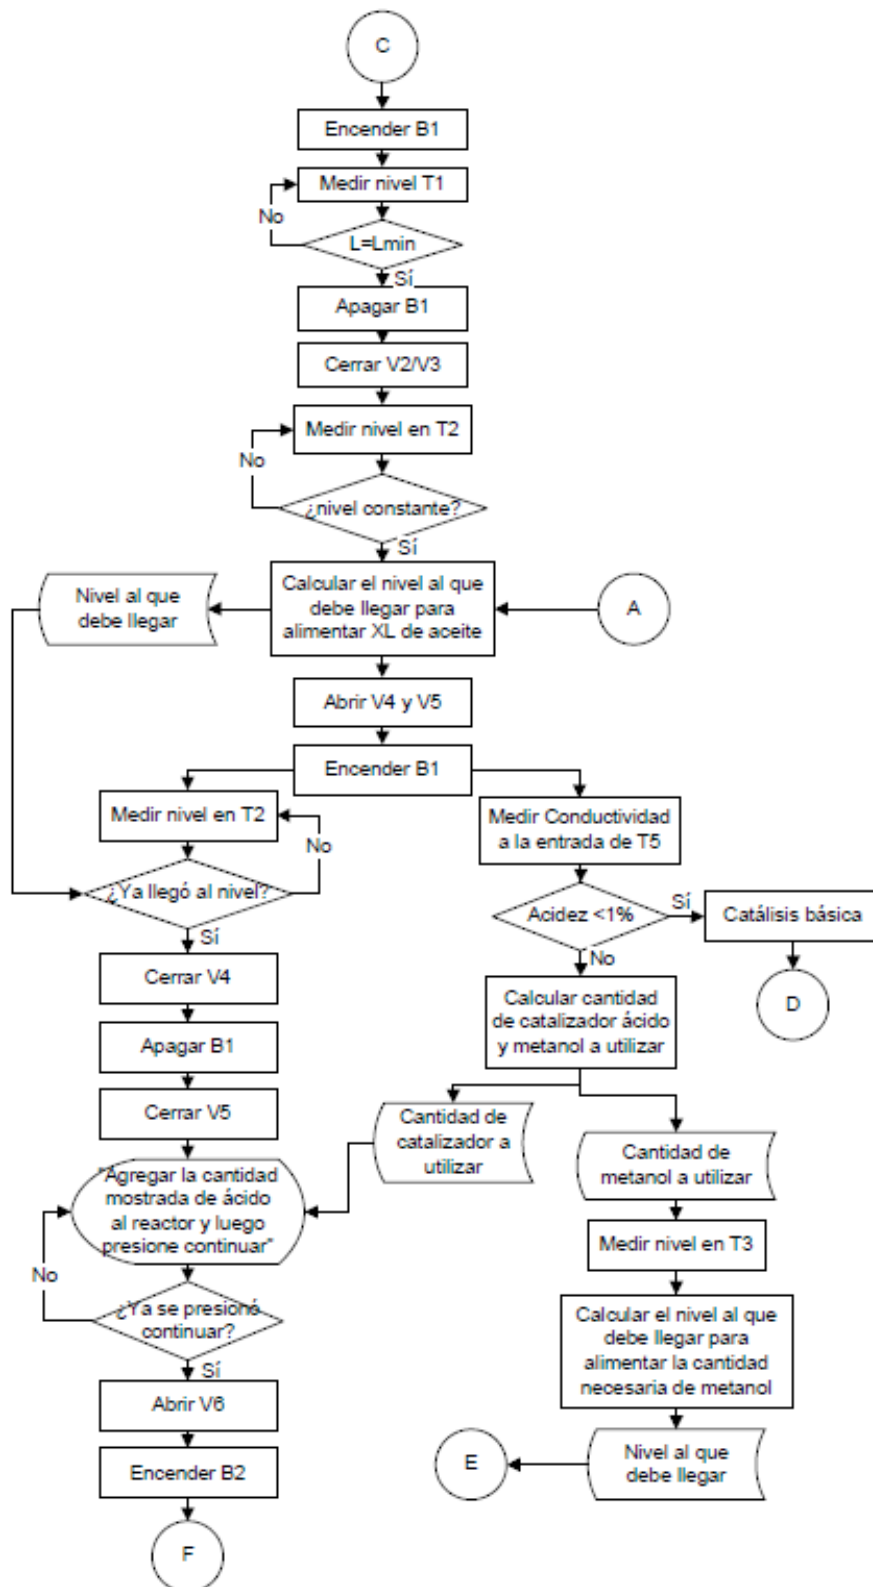 C
Encender B1
Medir nivel T1
No
L=Lmin
Sí
Apagar B1
Cerrar V2/V3
Medir nivel en T2
No
¿nivel constante?
Sí
Nivel al que
debe llegar
Calcular el nivel al que
debe llegar para
alimentar XL de aceite
A
Abrir V4 y V5
Encender B1
Medir nivel en T2
No
¿Ya llegó al nivel?
Sí
Medir Conductividad
a la entrada de T5
Acidez <1%
Sí
Catálisis básica
No
D
Cerrar V4
Calcular cantidad
de catalizador ácido
y metanol a utilizar
Apagar B1
Cerrar V5
Cantidad de
catalizador a
utilizar
Cantidad de
metanol a utilizar
"Agregar la cantidad
mostrada de ácido
al reactor y luego
presione continuar"
Medir nivel en T3
No
¿Ya se presionó
continuar?
Sí
Calcular el nivel al que
debe llegar para
alimentar la cantidad
necesaria de metanol
Abrir V6
Encender B2
E
Nivel al que
debe llegar
F